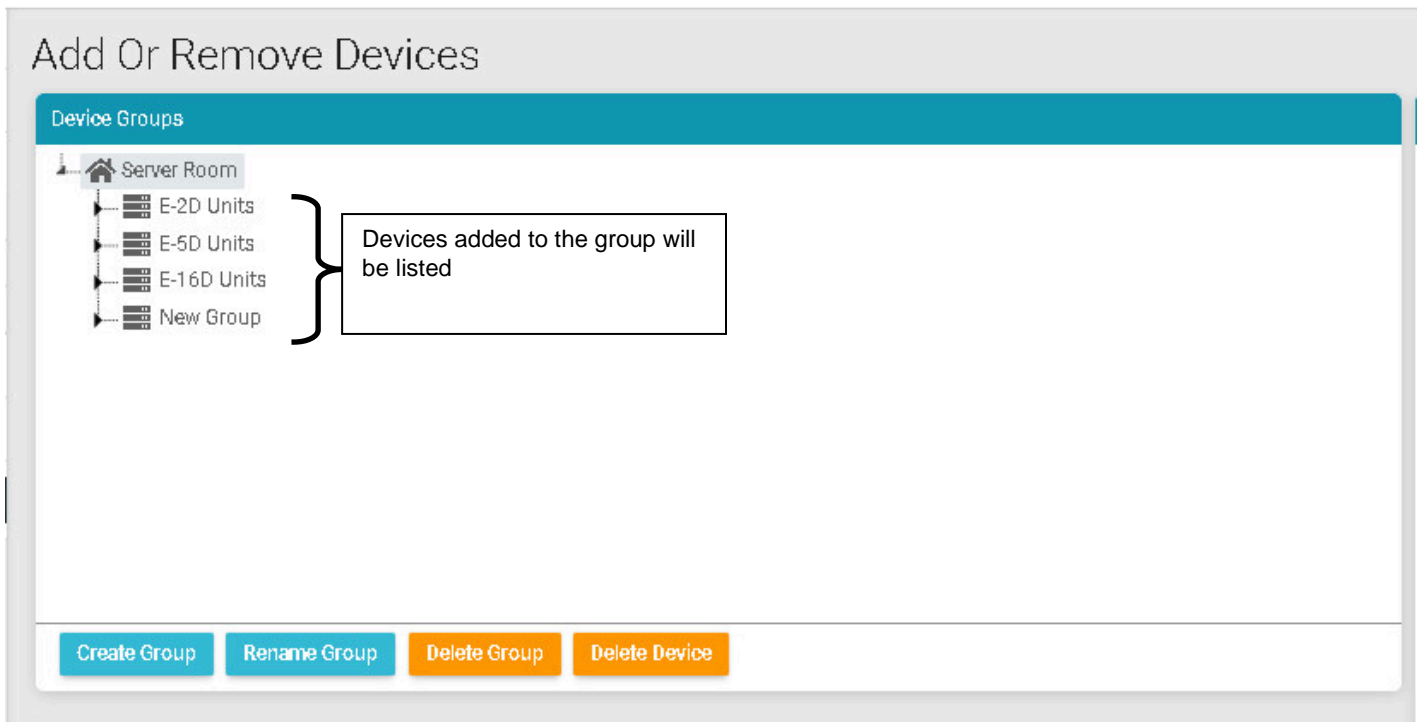 Add Or Remove Devices
Device Groups
Server Room
E-2D Units
E-5D Units
E-16D Units
New Group
Devices added to the group will
be listed
Create Group
Rename Group
Delete Group
Delete Device